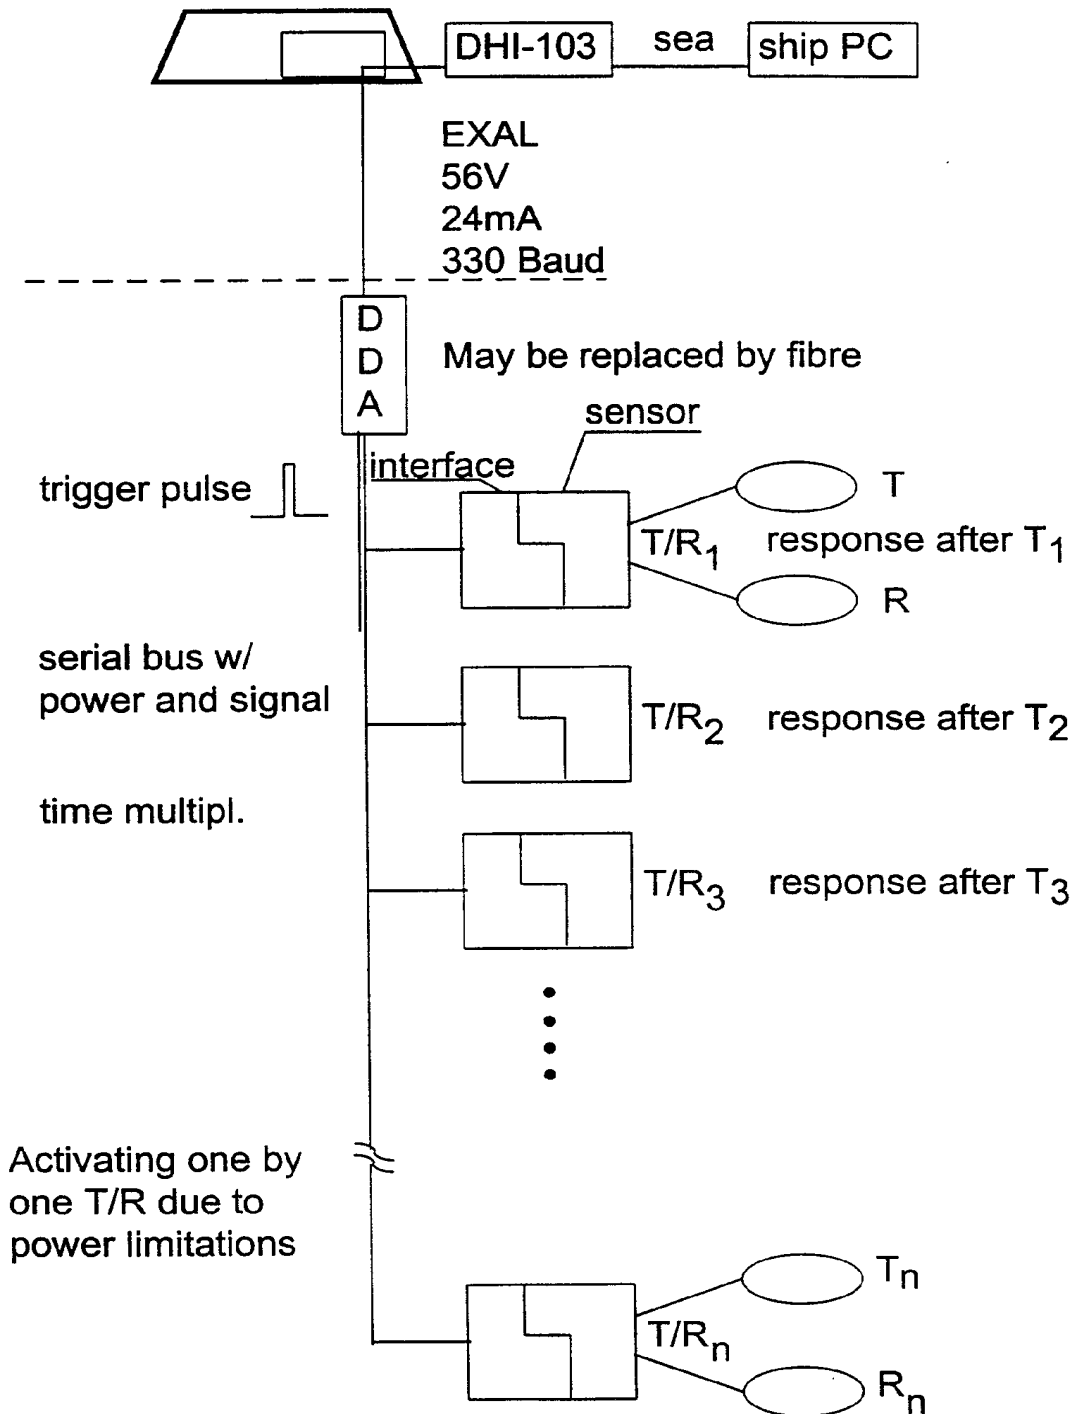 DHI-103
sea
ship PC
EXAL
56V
24mA
330 Baud
D
D
A
May be replaced by fibre
sensor
interface
trigger pulse
T
T/R1
response after T1
R
serial bus w/
power and signal
T/R2
response after T2
time multipl.
T/R3
response after T3
Activating one by
one T/R due to
power limitations
Tn
T/Rn
Rn